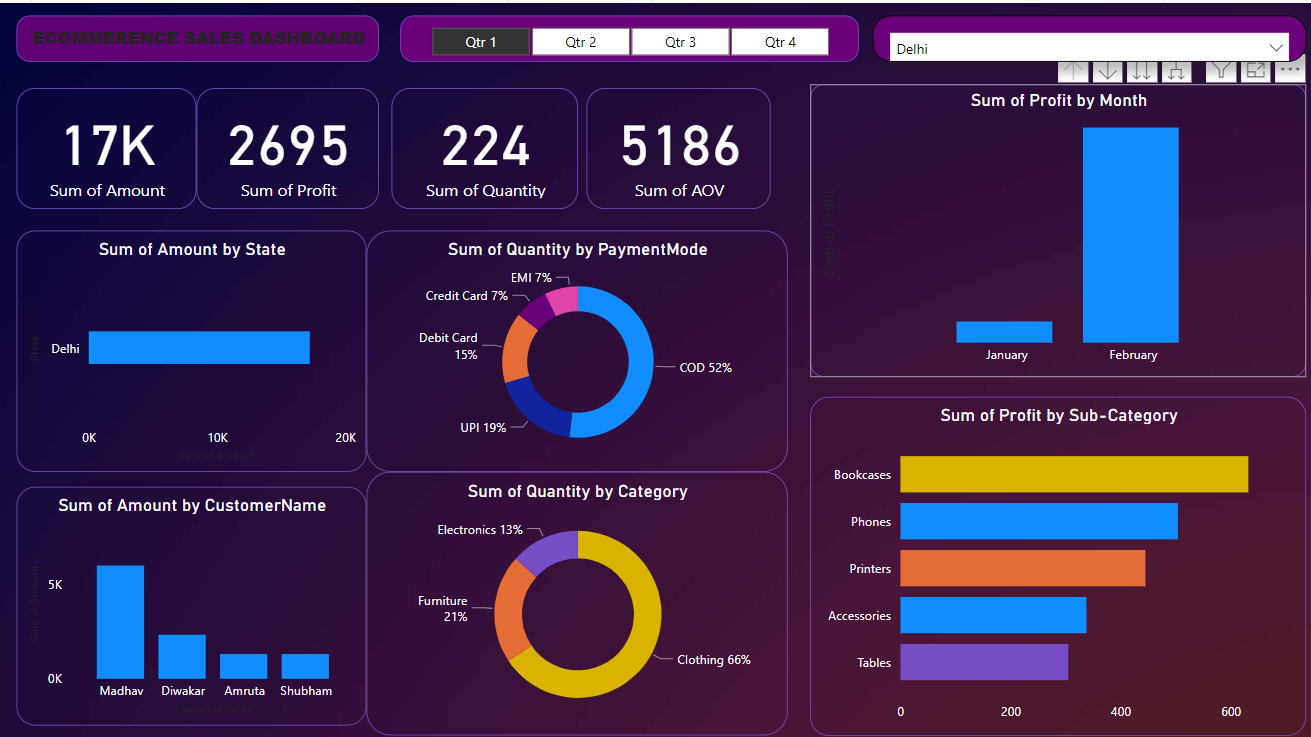 ECOMMERENCE SALES DASHBOARD
Qtr 1
Qtr 2
Qtr 3
Qtr 4
Delhi
17K
Sum of Amount
2695
Sum of Profit
224
Sum of Quantity
5186
Sum of AOV
Sum of Profit by Month
Sum of Profit
January
February
Sum of Amount by State
State
Delhi
0K
10K
20K
Sum of Amount
Sum of Quantity by PaymentMode
EMI 7%
Credit Card 7%
Debit Card
15%
UPI 19%
COD 52%
Sum of Profit by Sub-Category
Bookcases
Phones
Printers
Accessories
Tables
0
200
400
600
Sum of Amount by CustomerName
Sum of Amount
5K
0K
Madhav
Diwakar
Amruta
Shubham
CustomerName
Sum of Quantity by Category
Electronics 13%
Furniture
21%
Clothing 66%